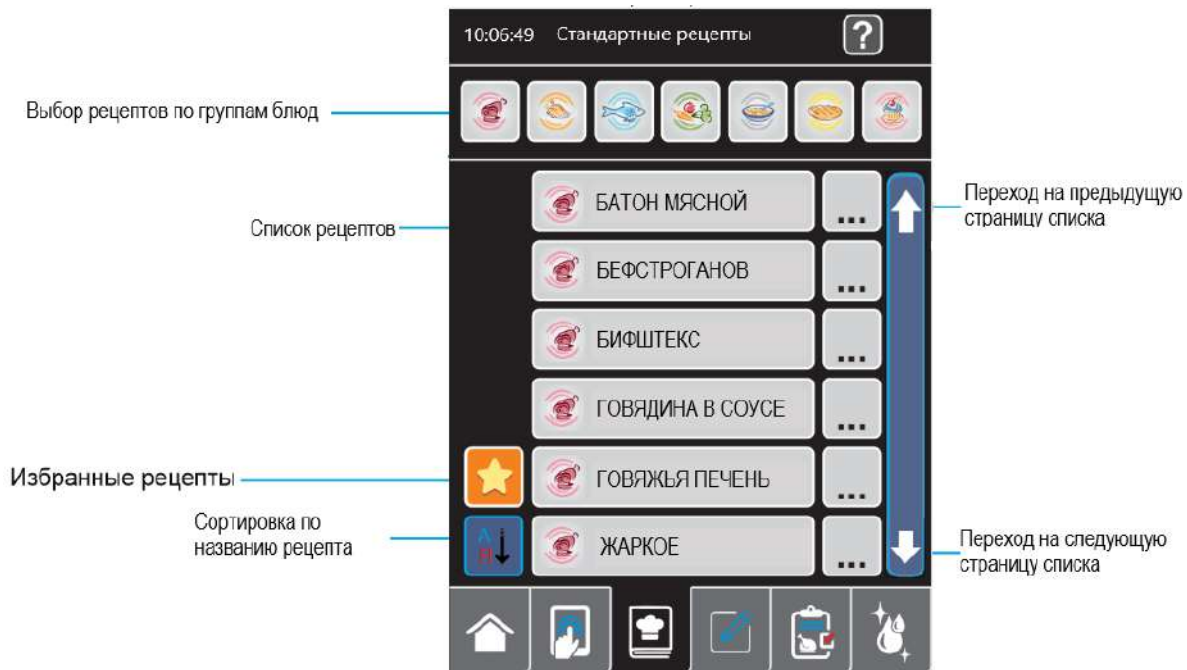 10:06:49 Стандартные рецепты ?
Выбор рецептов по группам блюд
Список рецептов
БАТОН МЯСНОЙ ...
Переход на предыдущую
страницу списка
БЕФСТРОГАНОВ ...
БИФШТЕКС ...
ГОВЯДИНА В СОУСЕ ...
Избранные рецепты
ГОВЯЖЬЯ ПЕЧЕНЬ ...
Сортировка по
названию рецепта
А
Я
ЖАРКОЕ ...
Переход на следующую
страницу списка